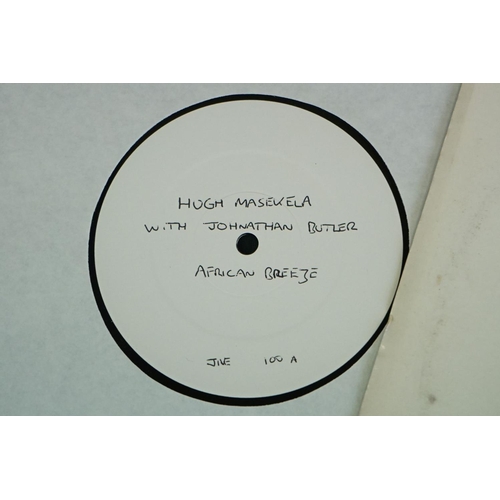 HUGH MASEKELA
WITH JOHNATHAN BUTLER
AFRICAN BREEZE
JIVE 100 A